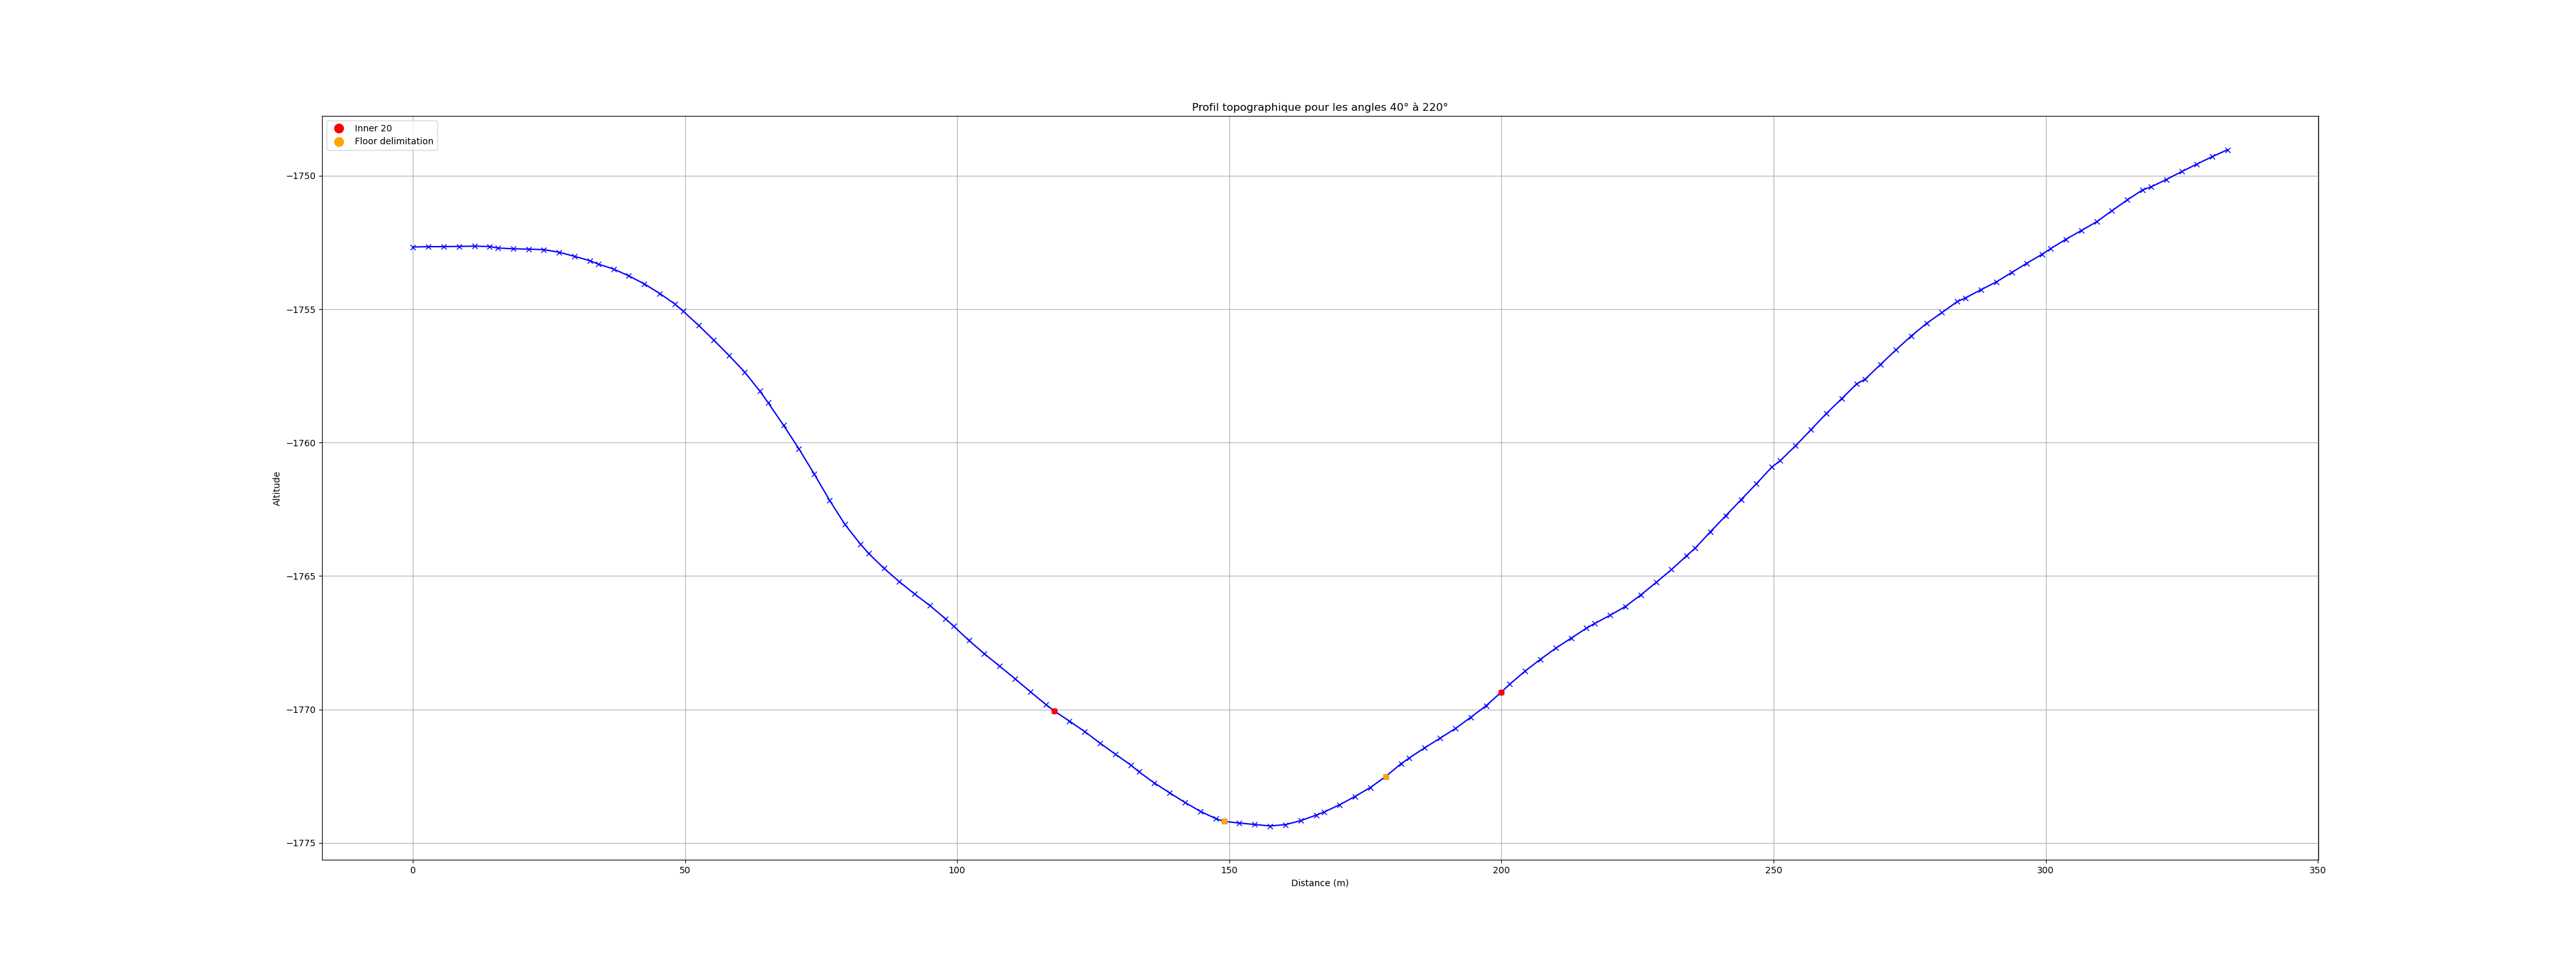 Profil topographique pour les angles 40° à 220°
Inner 20
Floor delimitation
−1750
−1755
−1760
−1765
−1770
−1775
Altitude
0 50 100 150 200 250 300 350
Distance (m)